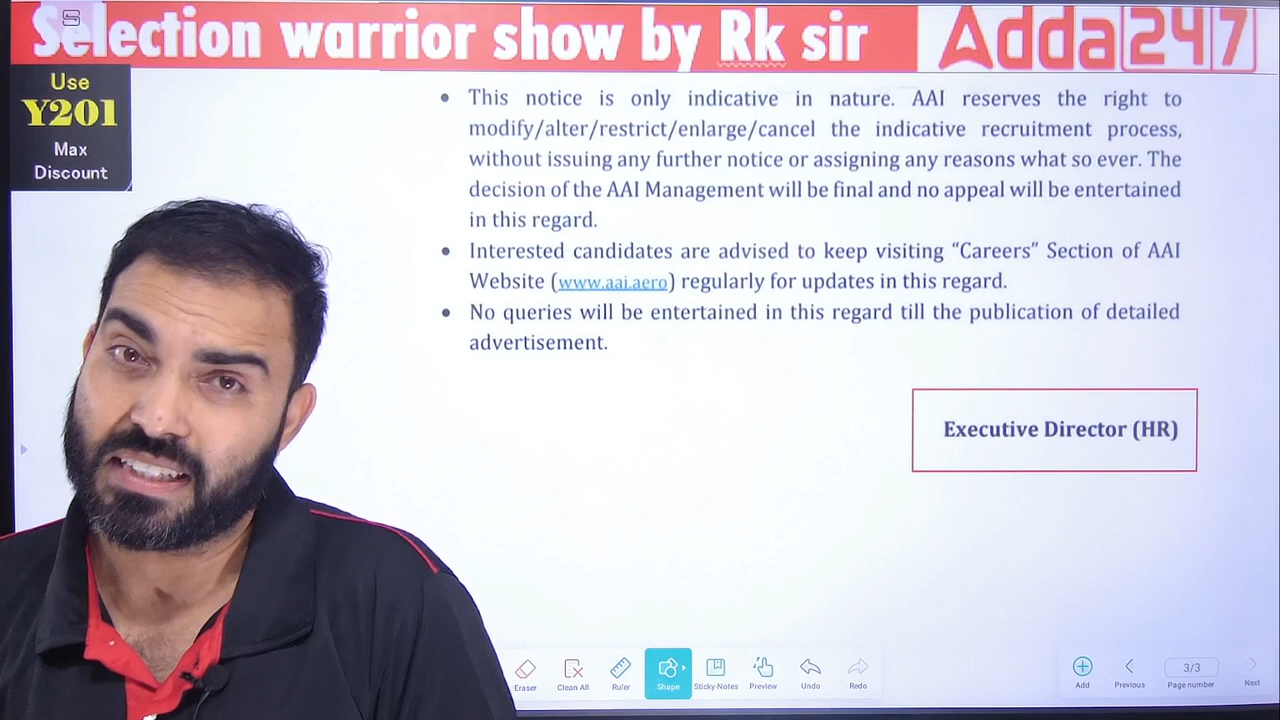 Selection warrior show by Rk sir
Adda247
Use
Y201
Max
Discount
• This notice is only indicative in nature. AAI reserves the right to
modify/alter/restrict/enlarge/cancel the indicative recruitment process,
without issuing any further notice or assigning any reasons what so ever. The
decision of the AAI Management will be final and no appeal will be entertained
in this regard.
• Interested candidates are advised to keep visiting “Careers” Section of AAI
Website (www.aai.aero) regularly for updates in this regard.
• No queries will be entertained in this regard till the publication of detailed
advertisement.
Executive Director (HR)
Eraser Clean All Ruler Shape Sticky-Notes Preview Undo Redo
Add Previous 3/3 Page number Next